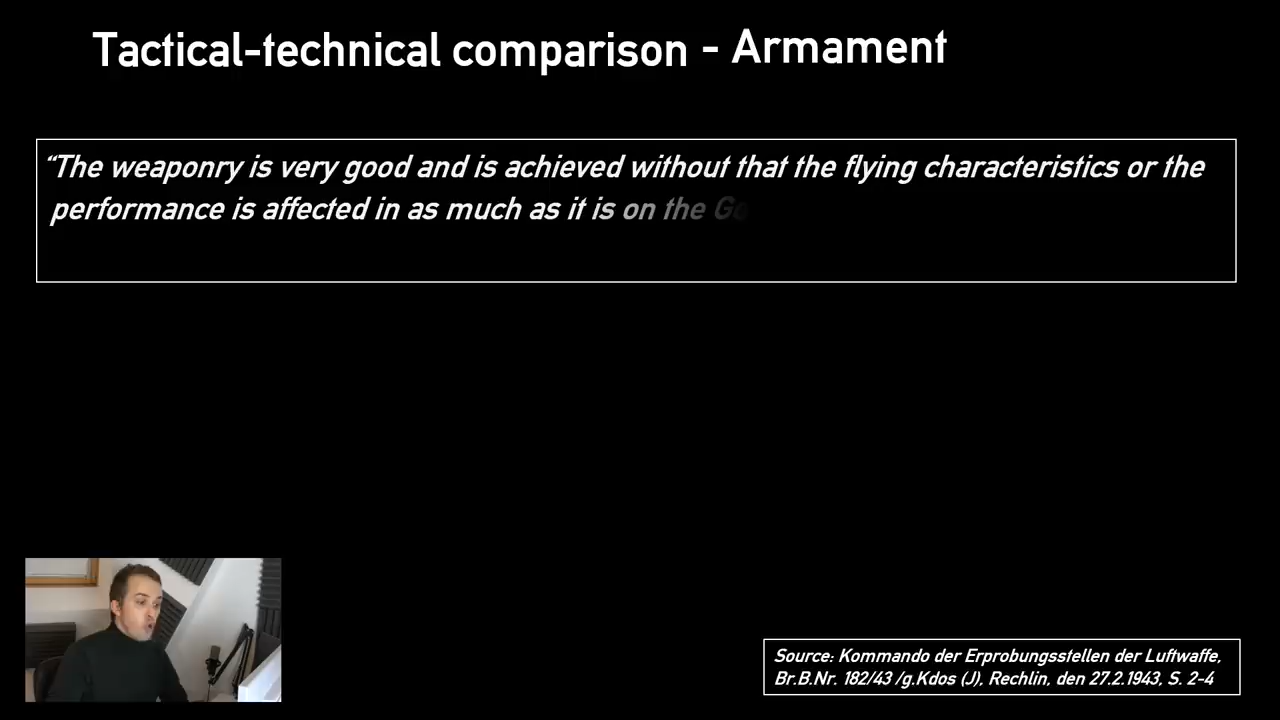 Tactical-technical comparison - Armament
“The weaponry is very good and is achieved without that the flying characteristics or the
performance is affected in as much as it is on the
Source: Kommando der Erprobungsstellen der Luftwaffe,
Br.B.Nr. 182/43 /g.Kdos (J), Rechlin, den 27.2.1943, S. 2-4